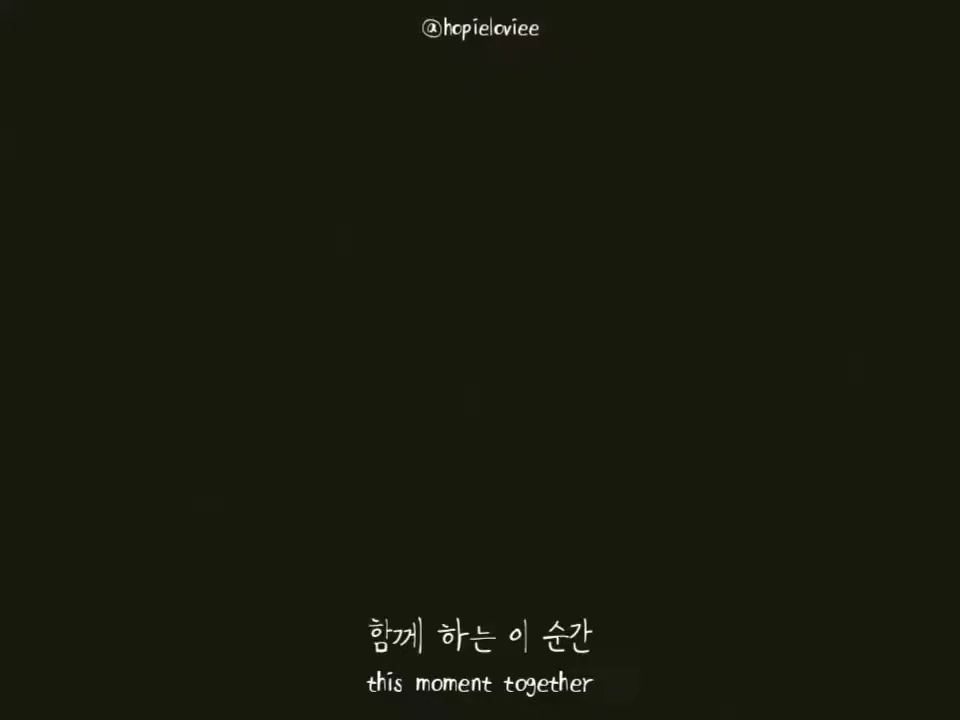 @hopieloviee
함께 하는 이 순간
this moment together